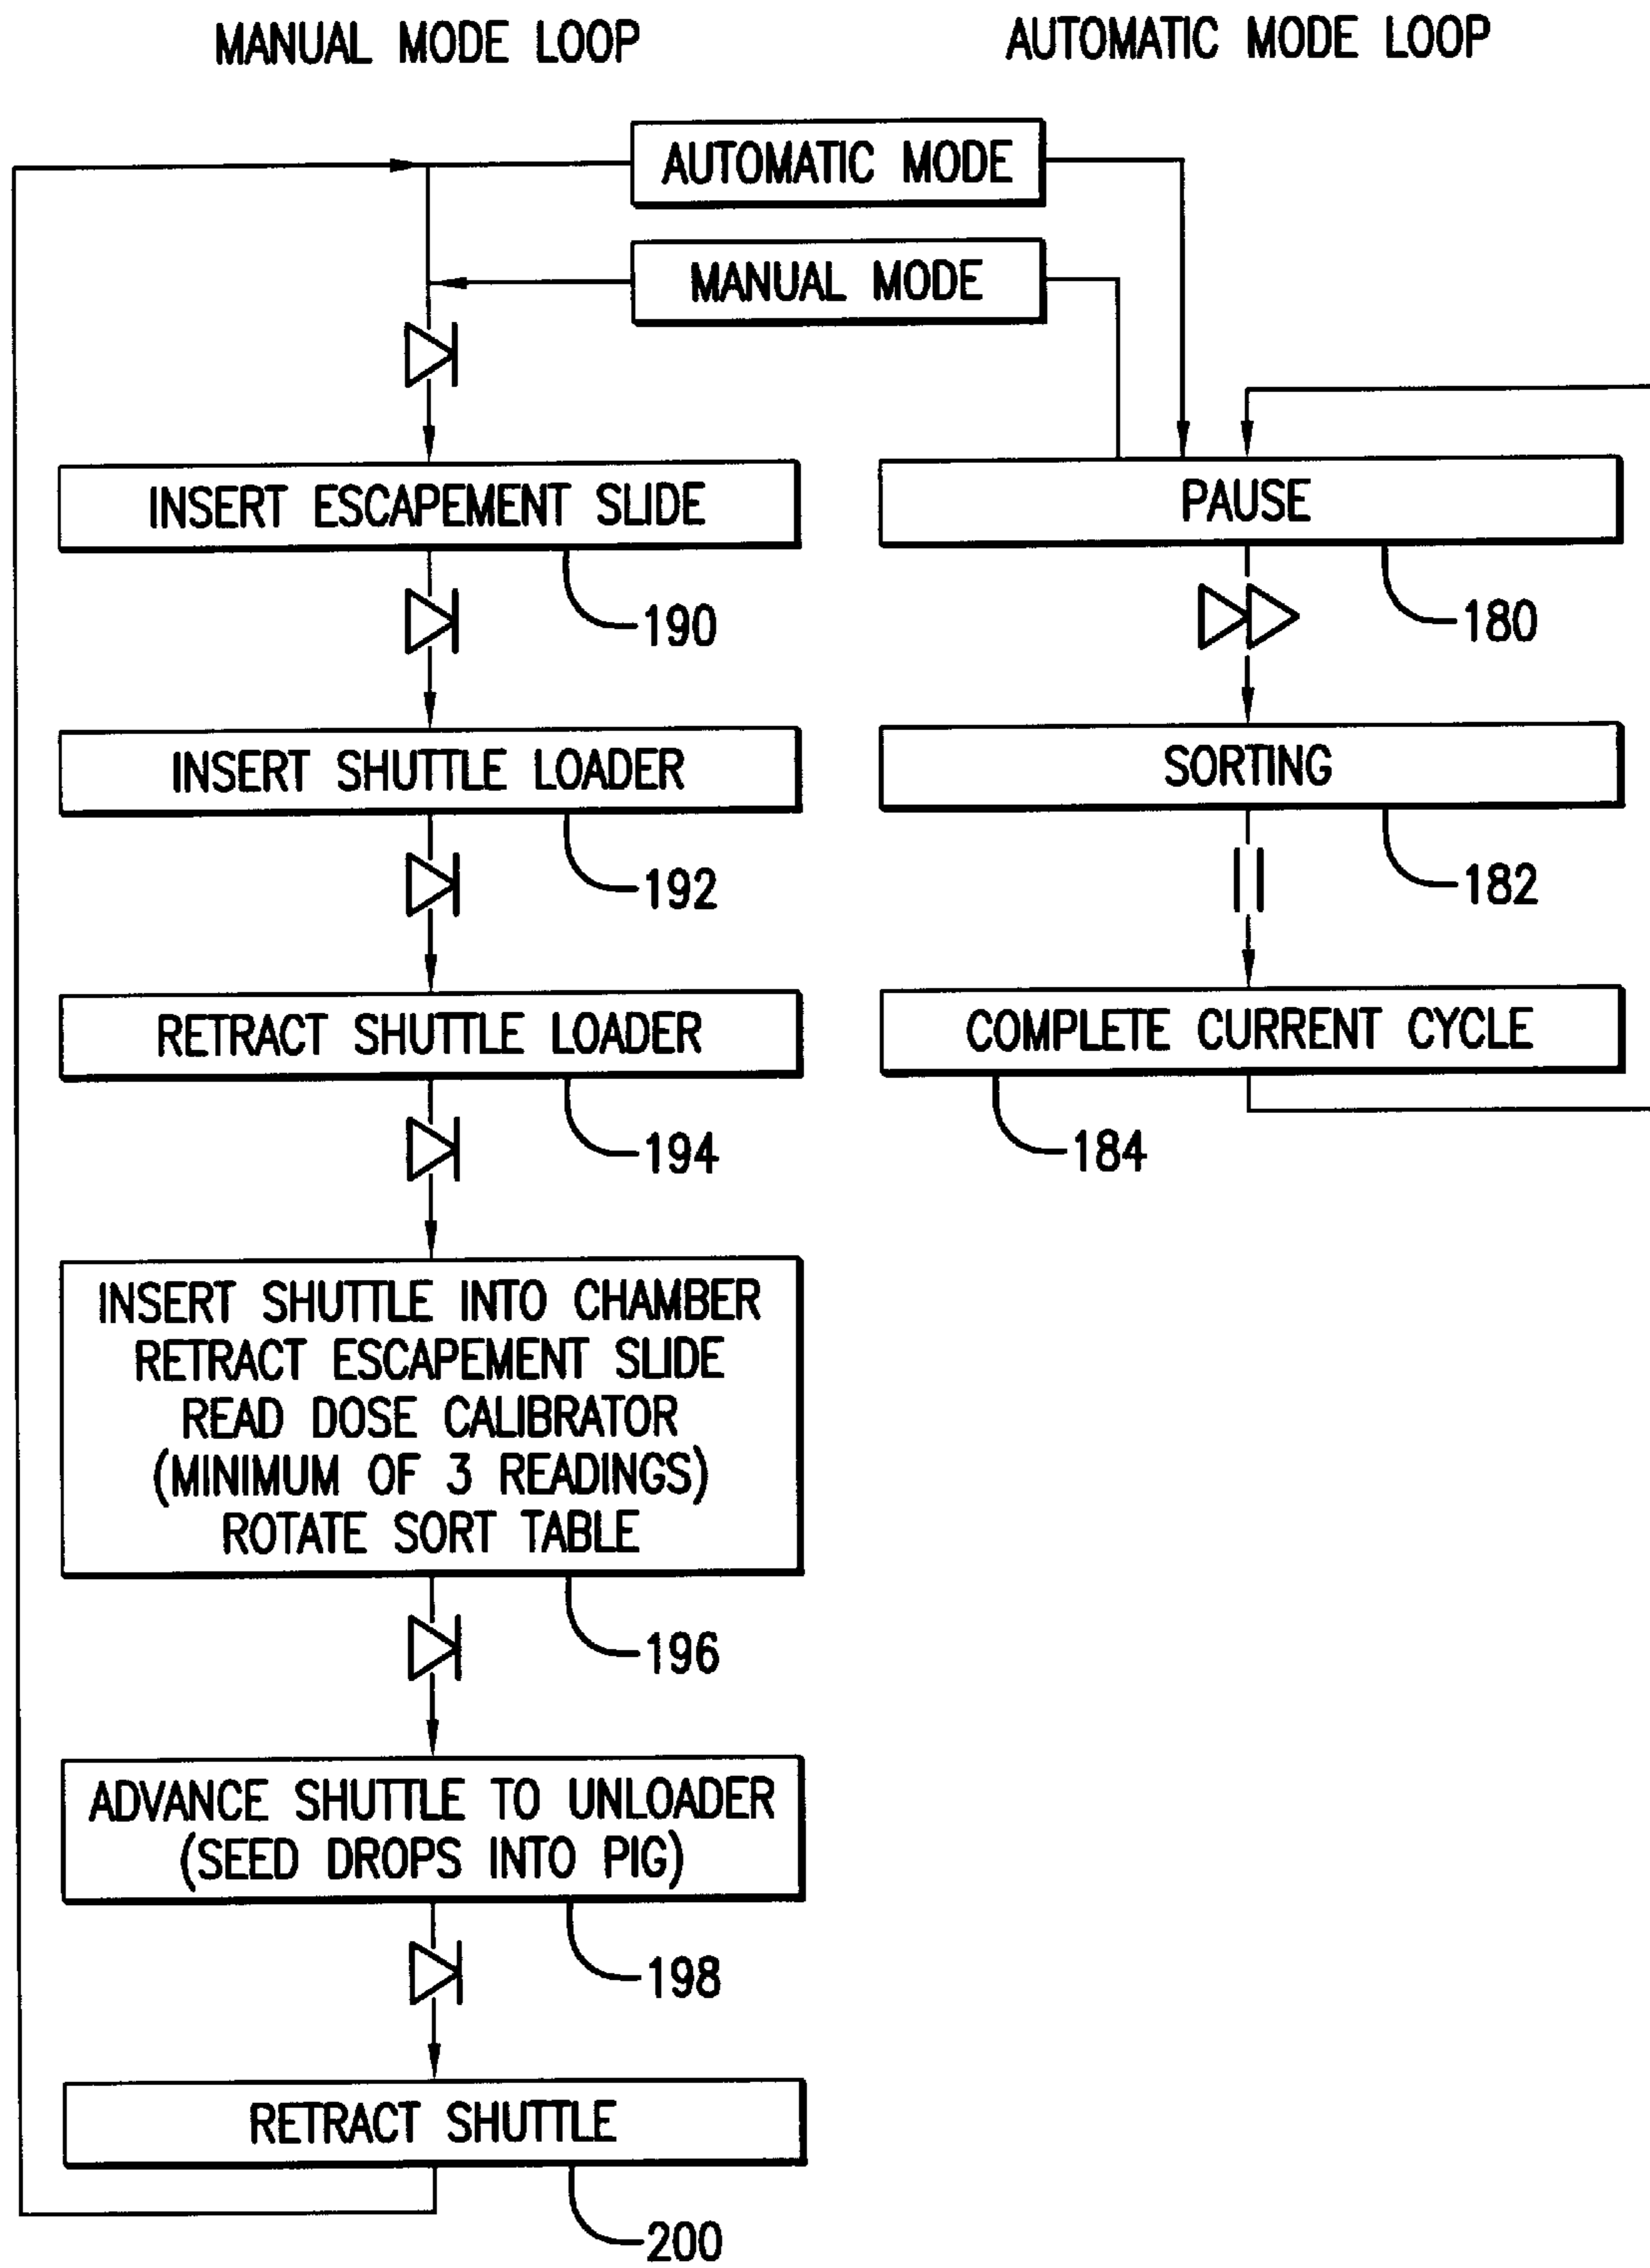 MANUAL MODE LOOP
AUTOMATIC MODE LOOP
AUTOMATIC MODE
MANUAL MODE
INSERT ESCAPEMENT SLIDE
190
INSERT SHUTTLE LOADER
192
RETRACT SHUTTLE LOADER
194
INSERT SHUTTLE INTO CHAMBER
RETRACT ESCAPEMENT SLIDE
READ DOSE CALIBRATOR
(MINIMUM OF 3 READINGS)
ROTATE SORT TABLE
196
ADVANCE SHUTTLE TO UNLOADER
(SEED DROPS INTO PIG)
198
RETRACT SHUTTLE
200
PAUSE
180
SORTING
182
COMPLETE CURRENT CYCLE
184